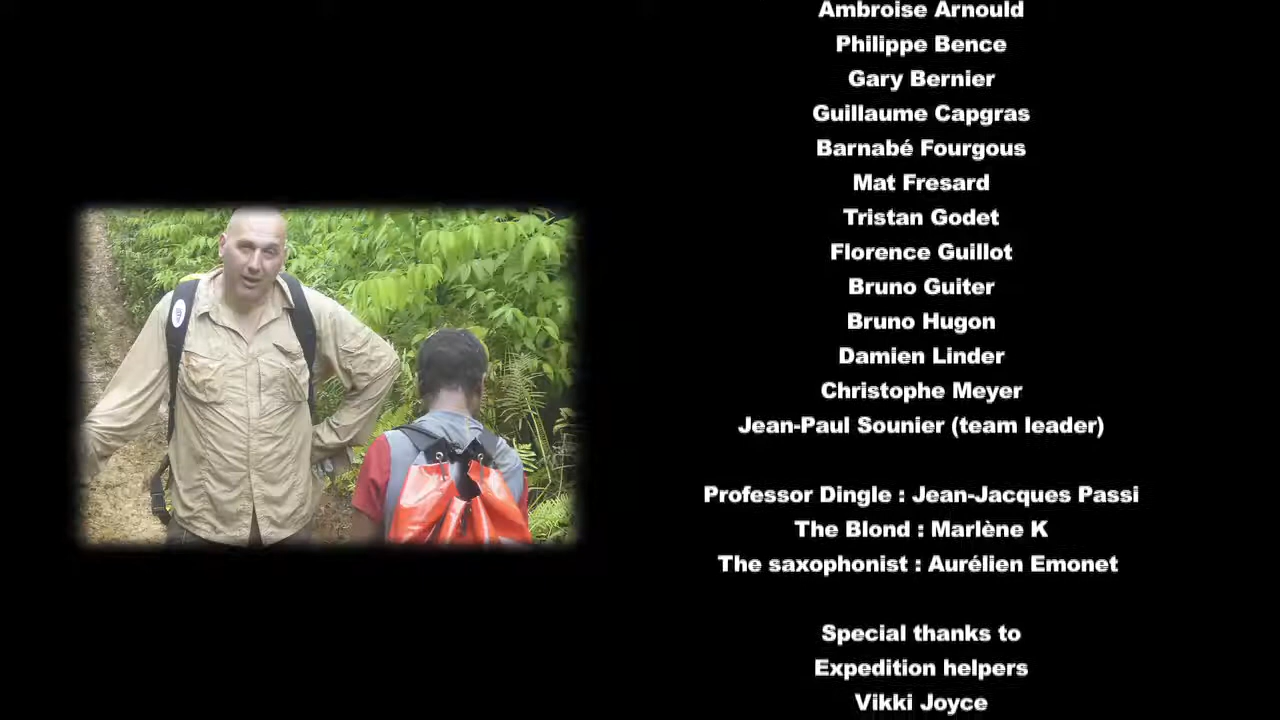 Ambroise Arnould
Philippe Bence
Gary Bernier
Guillaume Capgras
Barnabé Fourgous
Mat Fresard
Tristan Godet
Florence Guillot
Bruno Guiter
Bruno Hugon
Damien Linder
Christophe Meyer
Jean-Paul Sounier (team leader)
Professor Dingle : Jean-Jacques Passi
The Blond : Marlène K
The saxophonist : Aurélien Emonet
Special thanks to
Expedition helpers
Vikki Joyce